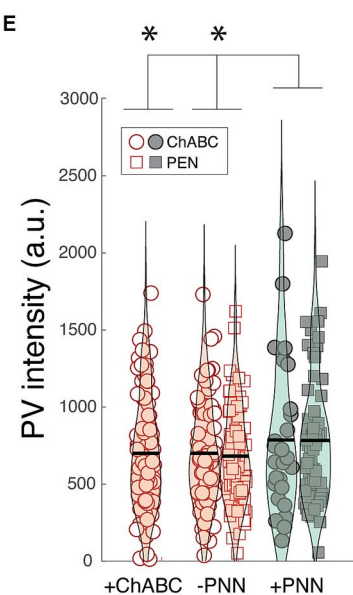 E
* *
3000
ChABC
PEN
2500
2000
1500
1000
500
0
PV intensity (a.u.)
+ChABC -PNN +PNN